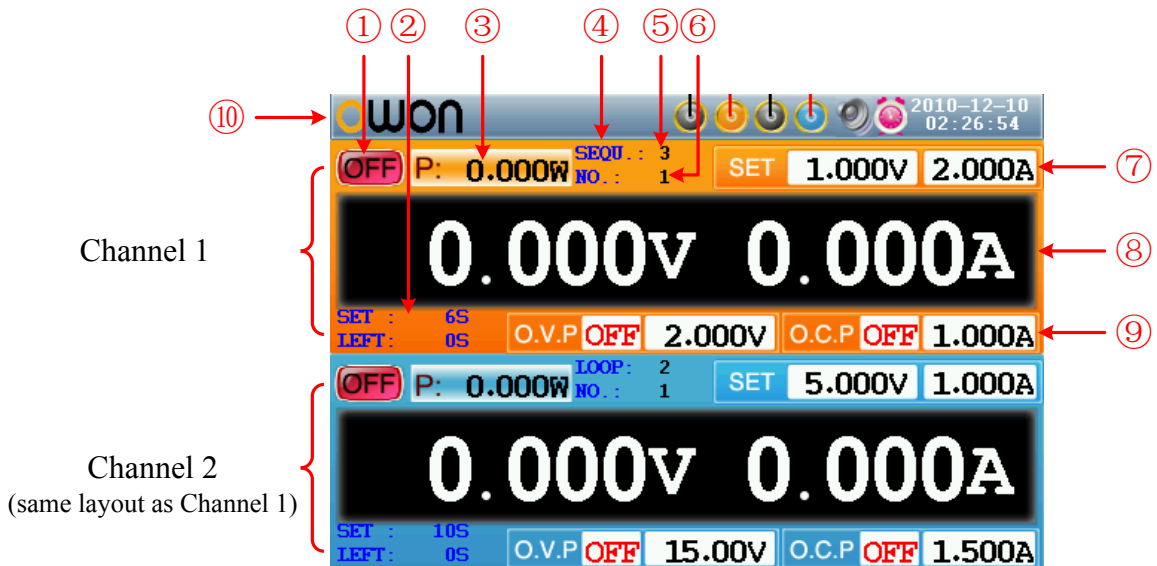 ① ② ③ ④ ⑤ ⑥
⑩
owon
2010-12-10
02:26:54
OFF P: 0.000W SEQU.: 3
NO.: 1
SET 1.000V 2.000A ⑦
Channel 1
0.000V 0.000A ⑧
SET : 6S
LEFT: 0S
O.V.P OFF 2.000V O.C.P OFF 1.000A ⑨
OFF P: 0.000W LOOP: 2
NO.: 1
SET 5.000V 1.000A
Channel 2
(same layout as Channel 1)
0.000V 0.000A
SET : 10S
LEFT: 0S
O.V.P OFF 15.00V O.C.P OFF 1.500A